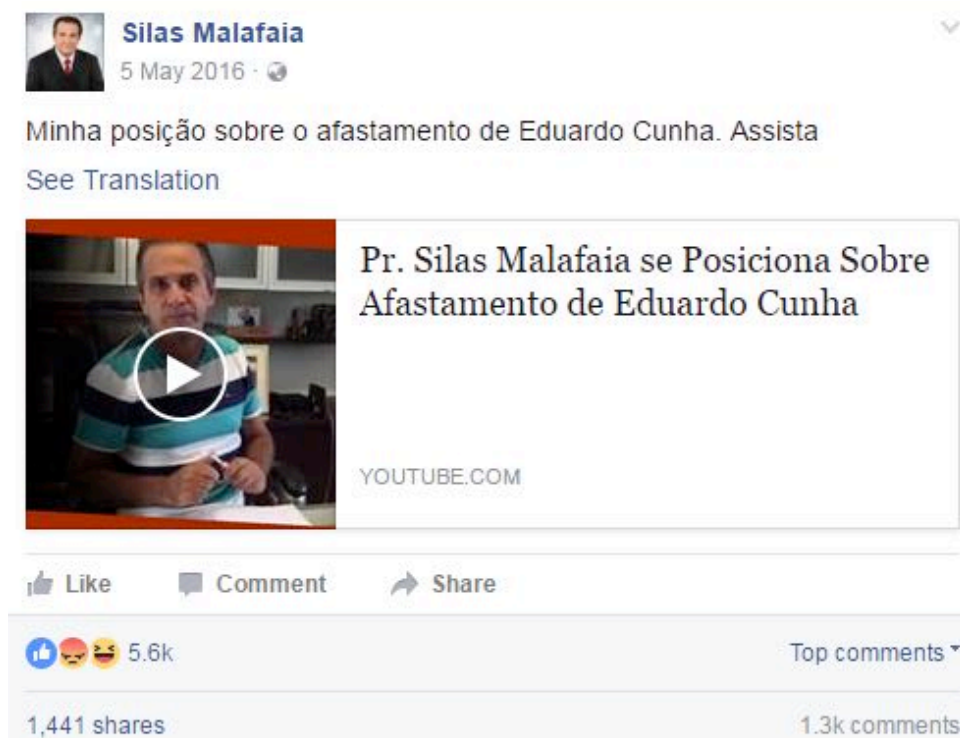 Silas Malafaia
5 May 2016 ·
Minha posição sobre o afastamento de Eduardo Cunha. Assista
See Translation
Pr. Silas Malafaia se Posiciona Sobre
Afastamento de Eduardo Cunha
YOUTUBE.COM
Like Comment Share
5.6k Top comments
1,441 shares 1.3k comments